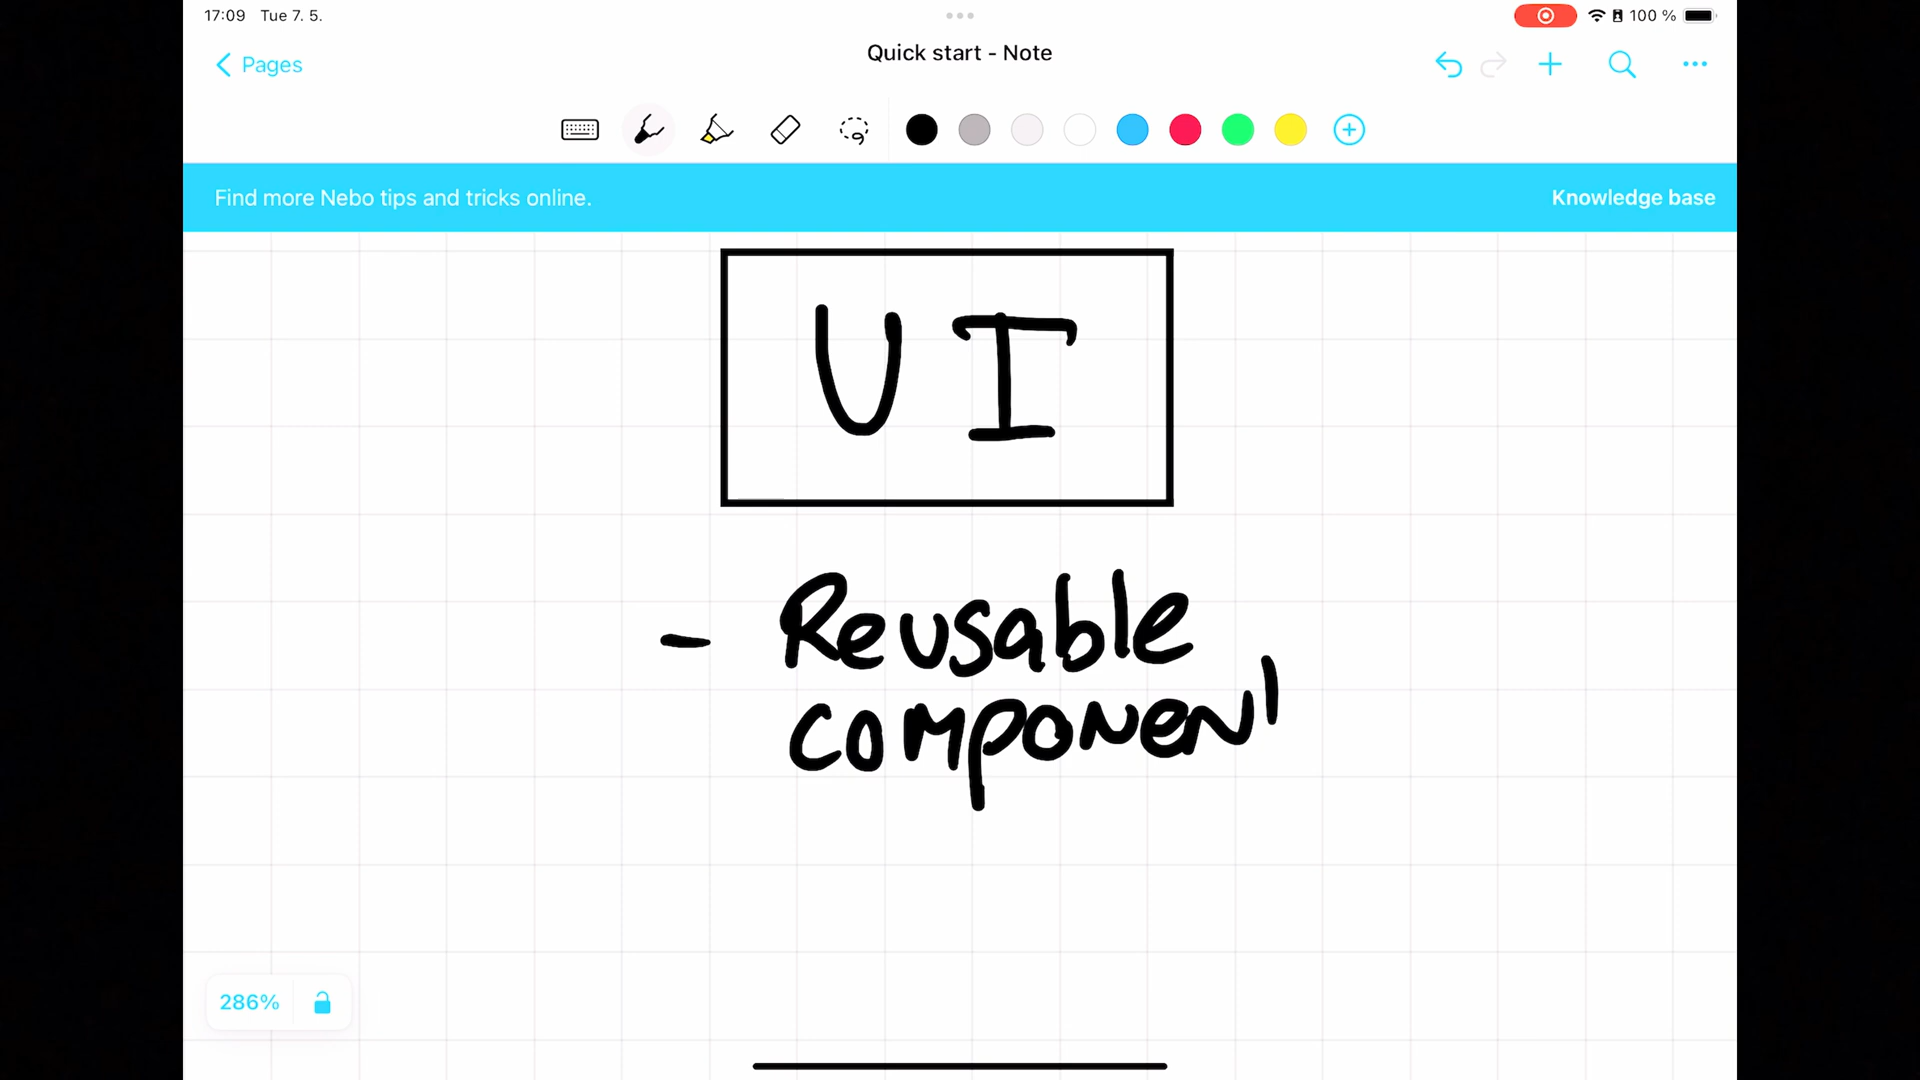 17:09 Tue 7. 5.
100 %
Pages
Quick start - Note
Find more Nebo tips and tricks online.
Knowledge base
UI
- Reusable
component
286%